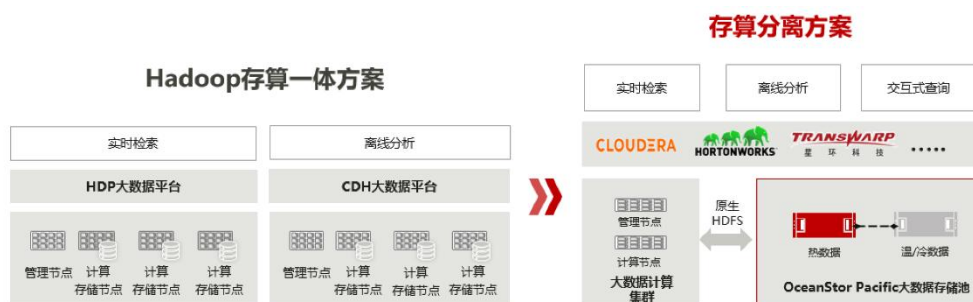 存算分离方案
Hadoop存算一体方案
实时检索
离线分析
HDP大数据平台
CDH大数据平台
管理节点
计算
存储节点
计算
存储节点
计算
存储节点
管理节点
计算
存储节点
计算
存储节点
计算
存储节点
实时检索
离线分析
交互式查询
CLOUDERA
HORTONWORKS
TRANSWARP
星环科技
•••••
管理节点
计算节点
大数据计算
集群
原生
HDFS
热数据
温/冷数据
OceanStor Pacific大数据存储池